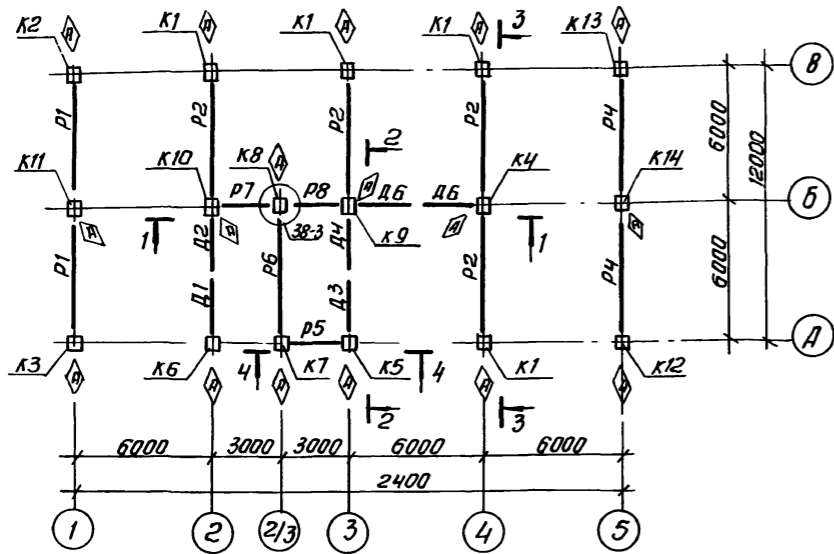 К2 К1 К1 К1 3 К13
Д Д Д Д Д
В
Р1 Р2 Р2 Р2 Р4
6000
12000
2
К11 К10 К8 Д К4 К14
Р7 Р8 Д Д6 Д6
Б
Д 1 Д2 Д 38-3 Д4 К9 Д 1 Д
Р1 Р6 Р2 Р4
6000
Д1 Д3
Р5
А
К3 К6 4 К7 К5 4 К1 К12
Д Д Д Д Д Д
2 3
6000 3000 3000 6000 6000
2400
1 2 2/3 3 4 5